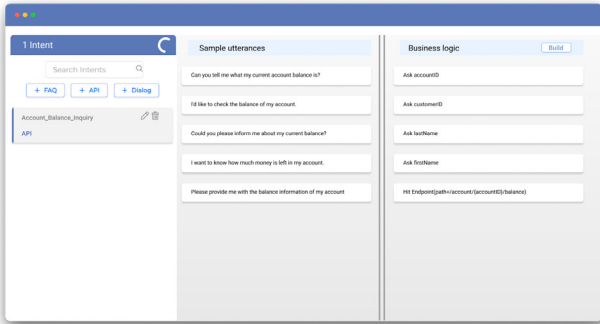 1 Intent
Search Intents
+ FAQ
+ API
+ Dialog
Account_Balance_Inquiry
API
Sample utterances
Can you tell me what my current account balance is?
I'd like to check the balance of my account.
Could you please inform me about my current balance?
I want to know how much money is left in my account.
Please provide me with the balance information of my account
Business logic
Build
Ask accountID
Ask customerID
Ask lastName
Ask firstName
Hit Endpoint(path=/account/{accountID}/balance)